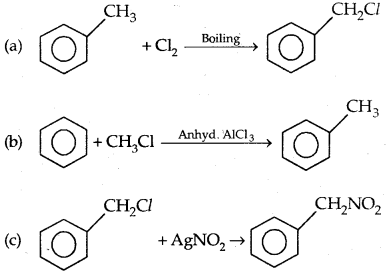 CH₃
(a) + Cl₂ Boiling → CH₂Cl
CH₃
(b) + CH₃Cl Anhyd. AlCl₃ →
CH₂Cl CH₂NO₂
(c) + AgNO₂ →